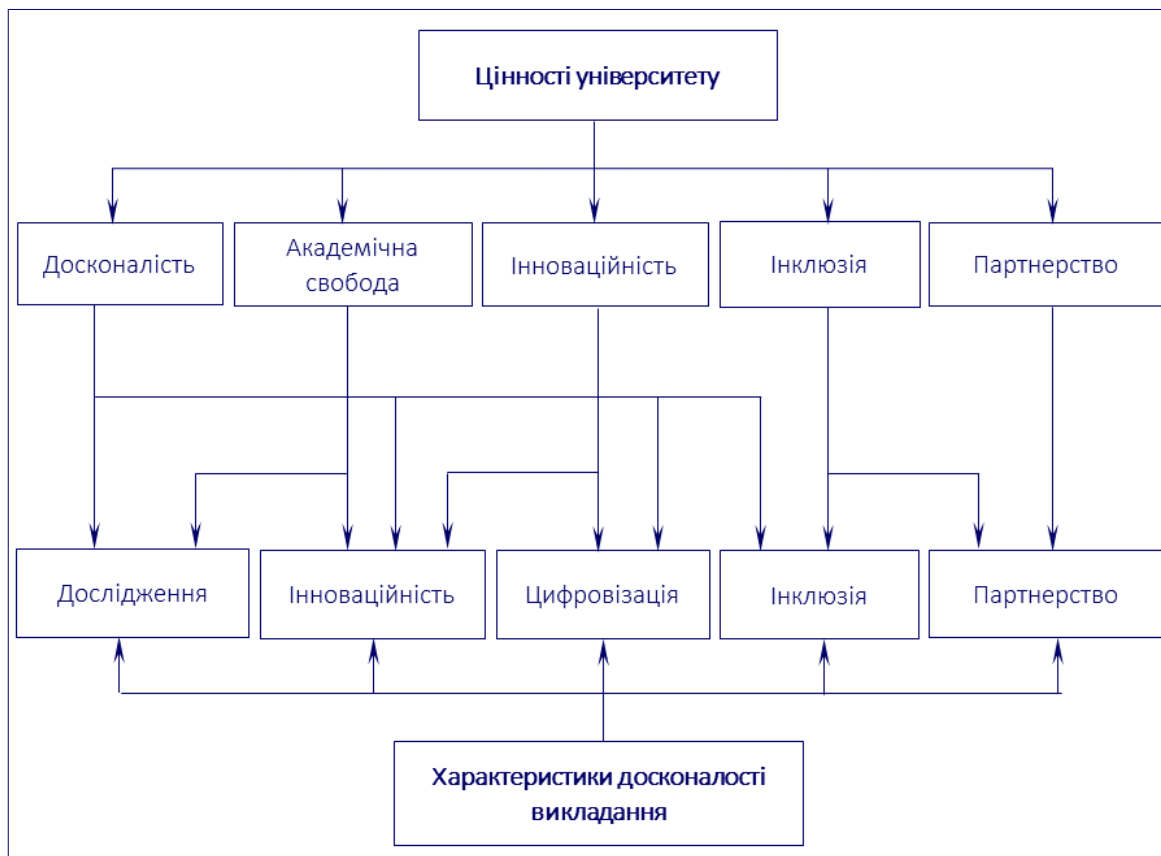 Цінності університету
Досконалість
Академічна
свобода
Інноваційність
Інклюзія
Партнерство
Дослідження
Інноваційність
Цифровізація
Інклюзія
Партнерство
Характеристики досконалості
викладання